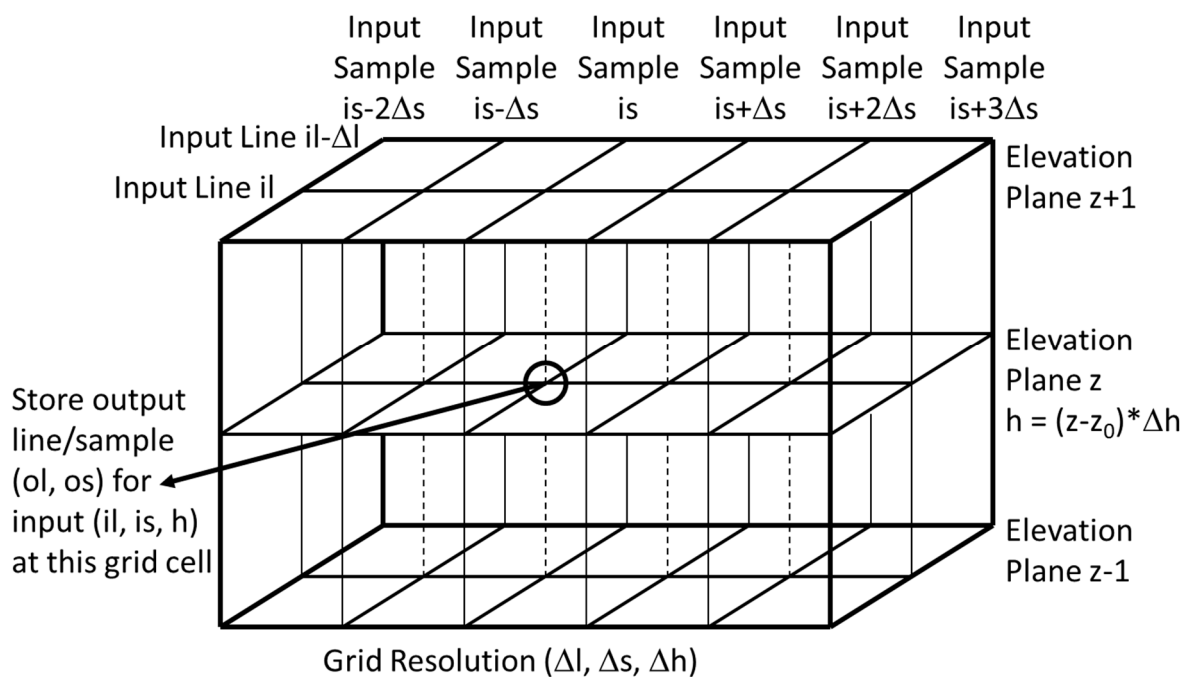 Input Input Input Input Input Input
Sample Sample Sample Sample Sample Sample
is-2Δs is-Δs is is+Δs is+2Δs is+3Δs
Input Line il-Δl
Input Line il
Elevation
Plane z+1
Elevation
Plane z
h = (z-z₀)*Δh
Store output
line/sample
(ol, os) for
input (il, is, h)
at this grid cell
Elevation
Plane z-1
Grid Resolution (Δl, Δs, Δh)